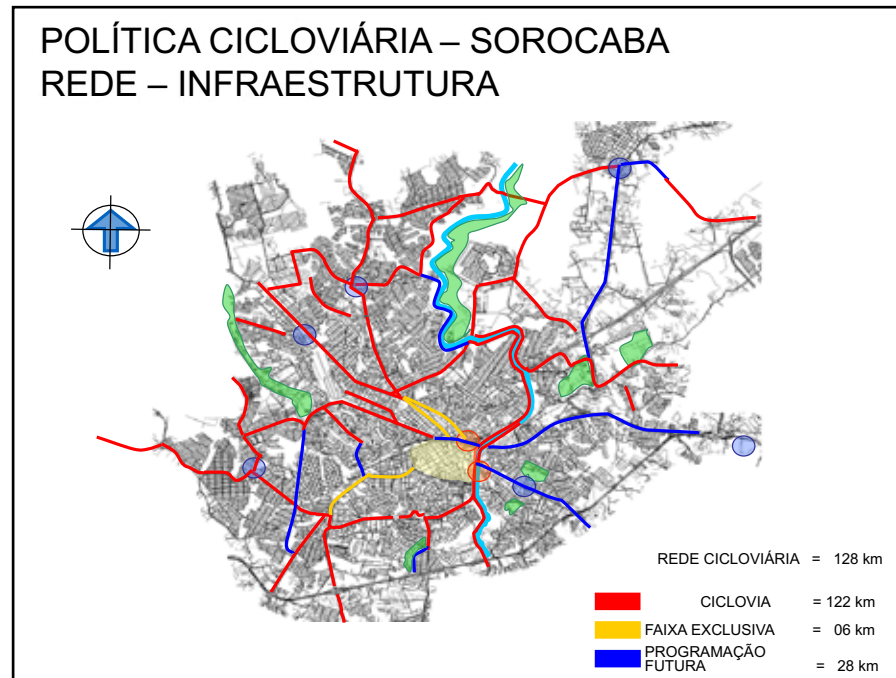 POLÍTICA CICLOVIÁRIA – SOROCABA
REDE – INFRAESTRUTURA
REDE CICLOVIÁRIA = 128 km
CICLOVIA = 122 km
FAIXA EXCLUSIVA = 06 km
PROGRAMAÇÃO
FUTURA = 28 km